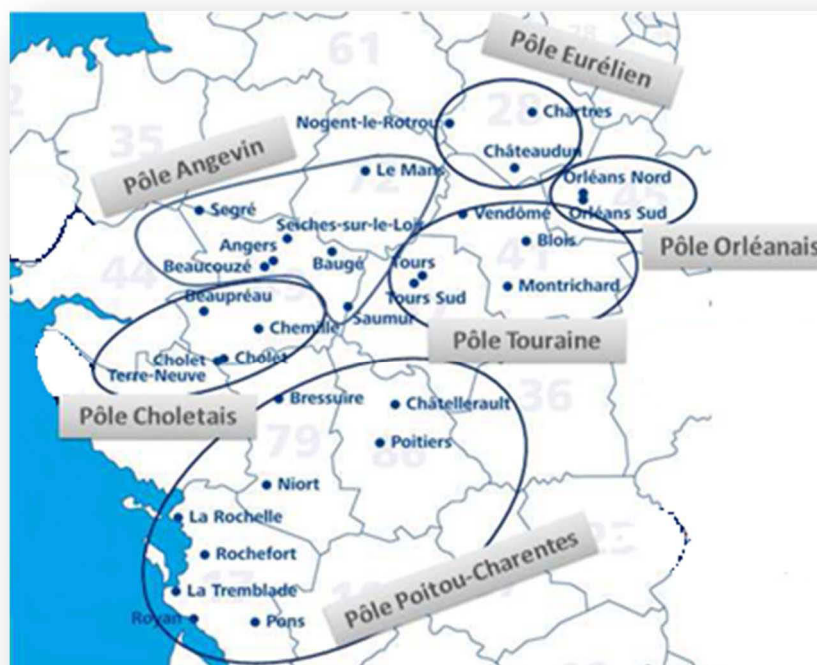 61
28
Pôle Eurélien
28
Chartres
Nogent-le-Rotrou
35
Châteaudun
Pôle Angevin
Le Mans
72
Orléans Nord
45
Orléans Sud
Segré
Vendôme
Seiches-sur-le-Loir
Blois
Pôle Orléanais
Angers
Baugé
41
Beaucouzé
Tours
44
49
Montrichard
Tours Sud
Beaupréau
Saumur
Chemillé
Pôle Touraine
Cholet
Cholet
Terre-Neuve
Bressuire
Châtellerault
36
Pôle Choletais
79
Poitiers
86
Niort
La Rochelle
Rochefort
Pôle Poitou-Charentes
La Tremblade
17
Royan
Pons